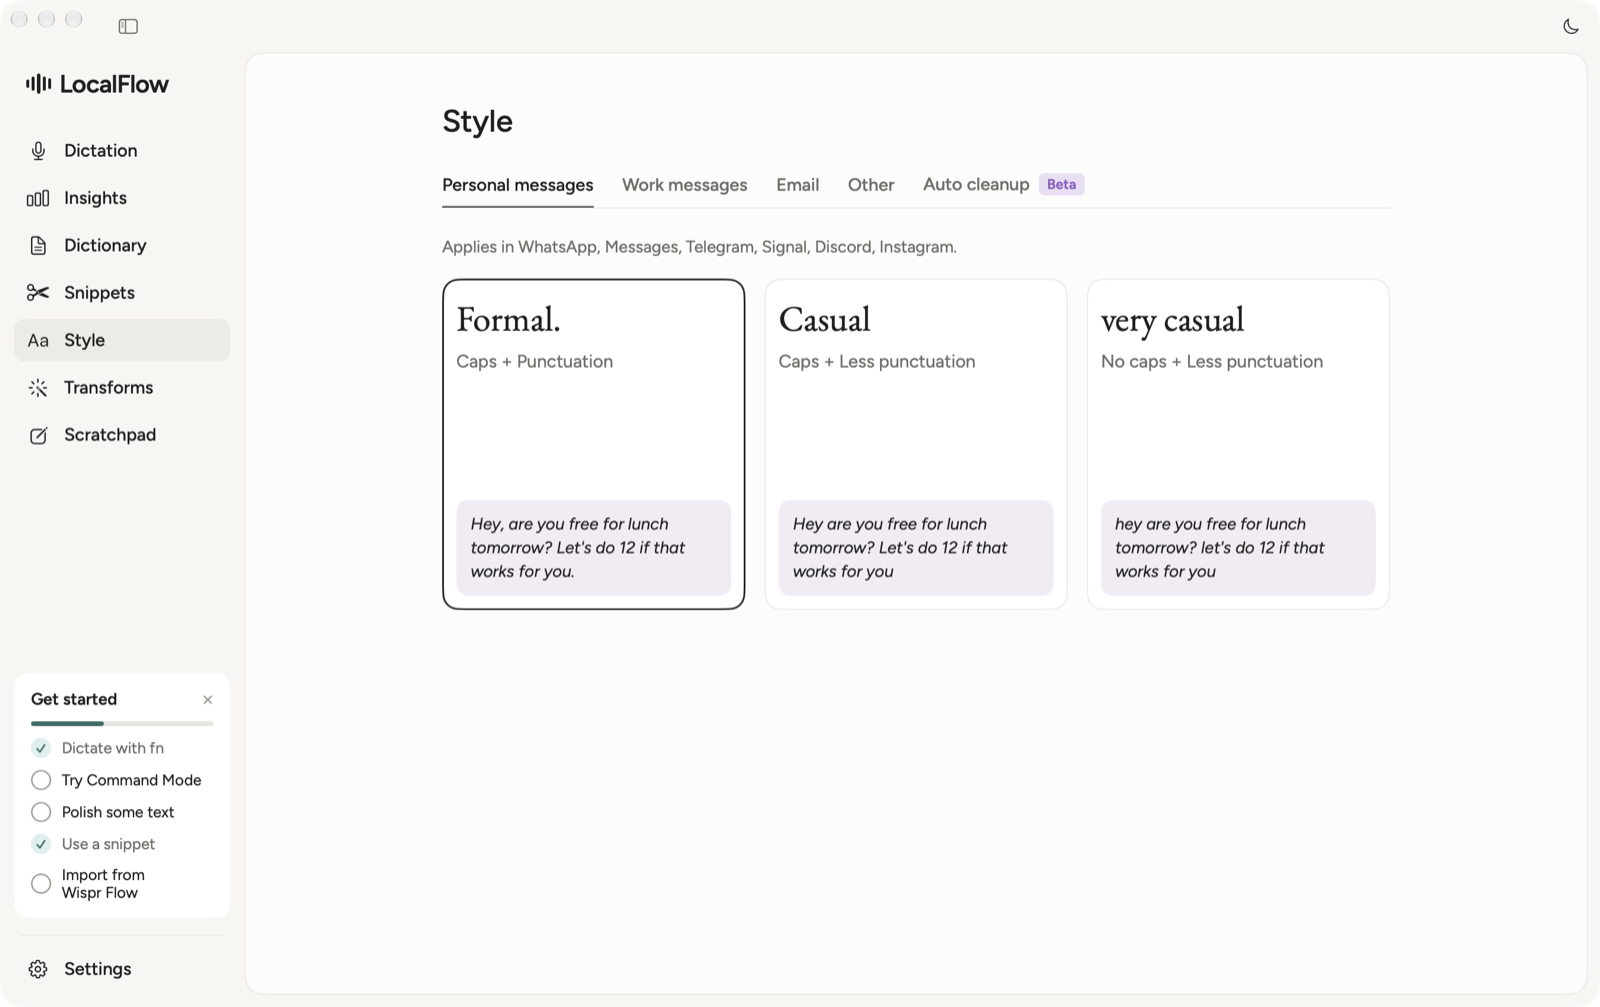 LocalFlow
Dictation
Insights
Dictionary
Snippets
Aa Style
Transforms
Scratchpad
Get started
Dictate with fn
Try Command Mode
Polish some text
Use a snippet
Import from
Wispr Flow
Settings
Style
Personal messages Work messages Email Other Auto cleanup Beta
Applies in WhatsApp, Messages, Telegram, Signal, Discord, Instagram.
Formal.
Caps + Punctuation
Hey, are you free for lunch
tomorrow? Let's do 12 if that
works for you.
Casual
Caps + Less punctuation
Hey are you free for lunch
tomorrow? Let's do 12 if that
works for you
very casual
No caps + Less punctuation
hey are you free for lunch
tomorrow? let's do 12 if that
works for you